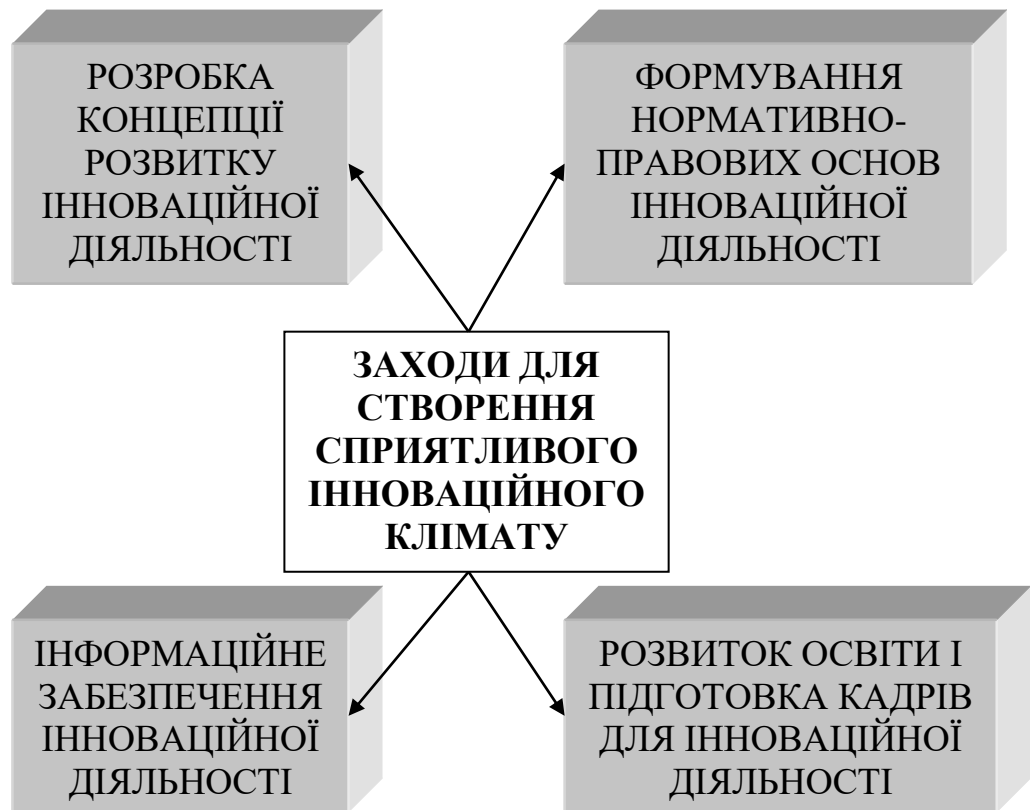 РОЗРОБКА
КОНЦЕПЦІЇ
РОЗВИТКУ
ІННОВАЦІЙНОЇ
ДІЯЛЬНОСТІ
ФОРМУВАННЯ
НОРМАТИВНО-
ПРАВОВИХ ОСНОВ
ІННОВАЦІЙНОЇ
ДІЯЛЬНОСТІ
ЗАХОДИ ДЛЯ
СТВОРЕННЯ
СПРИЯТЛИВОГО
ІННОВАЦІЙНОГО
КЛІМАТУ
ІНФОРМАЦІЙНЕ
ЗАБЕЗПЕЧЕННЯ
ІННОВАЦІЙНОЇ
ДІЯЛЬНОСТІ
РОЗВИТОК ОСВІТИ І
ПІДГОТОВКА КАДРІВ
ДЛЯ ІННОВАЦІЙНОЇ
ДІЯЛЬНОСТІ